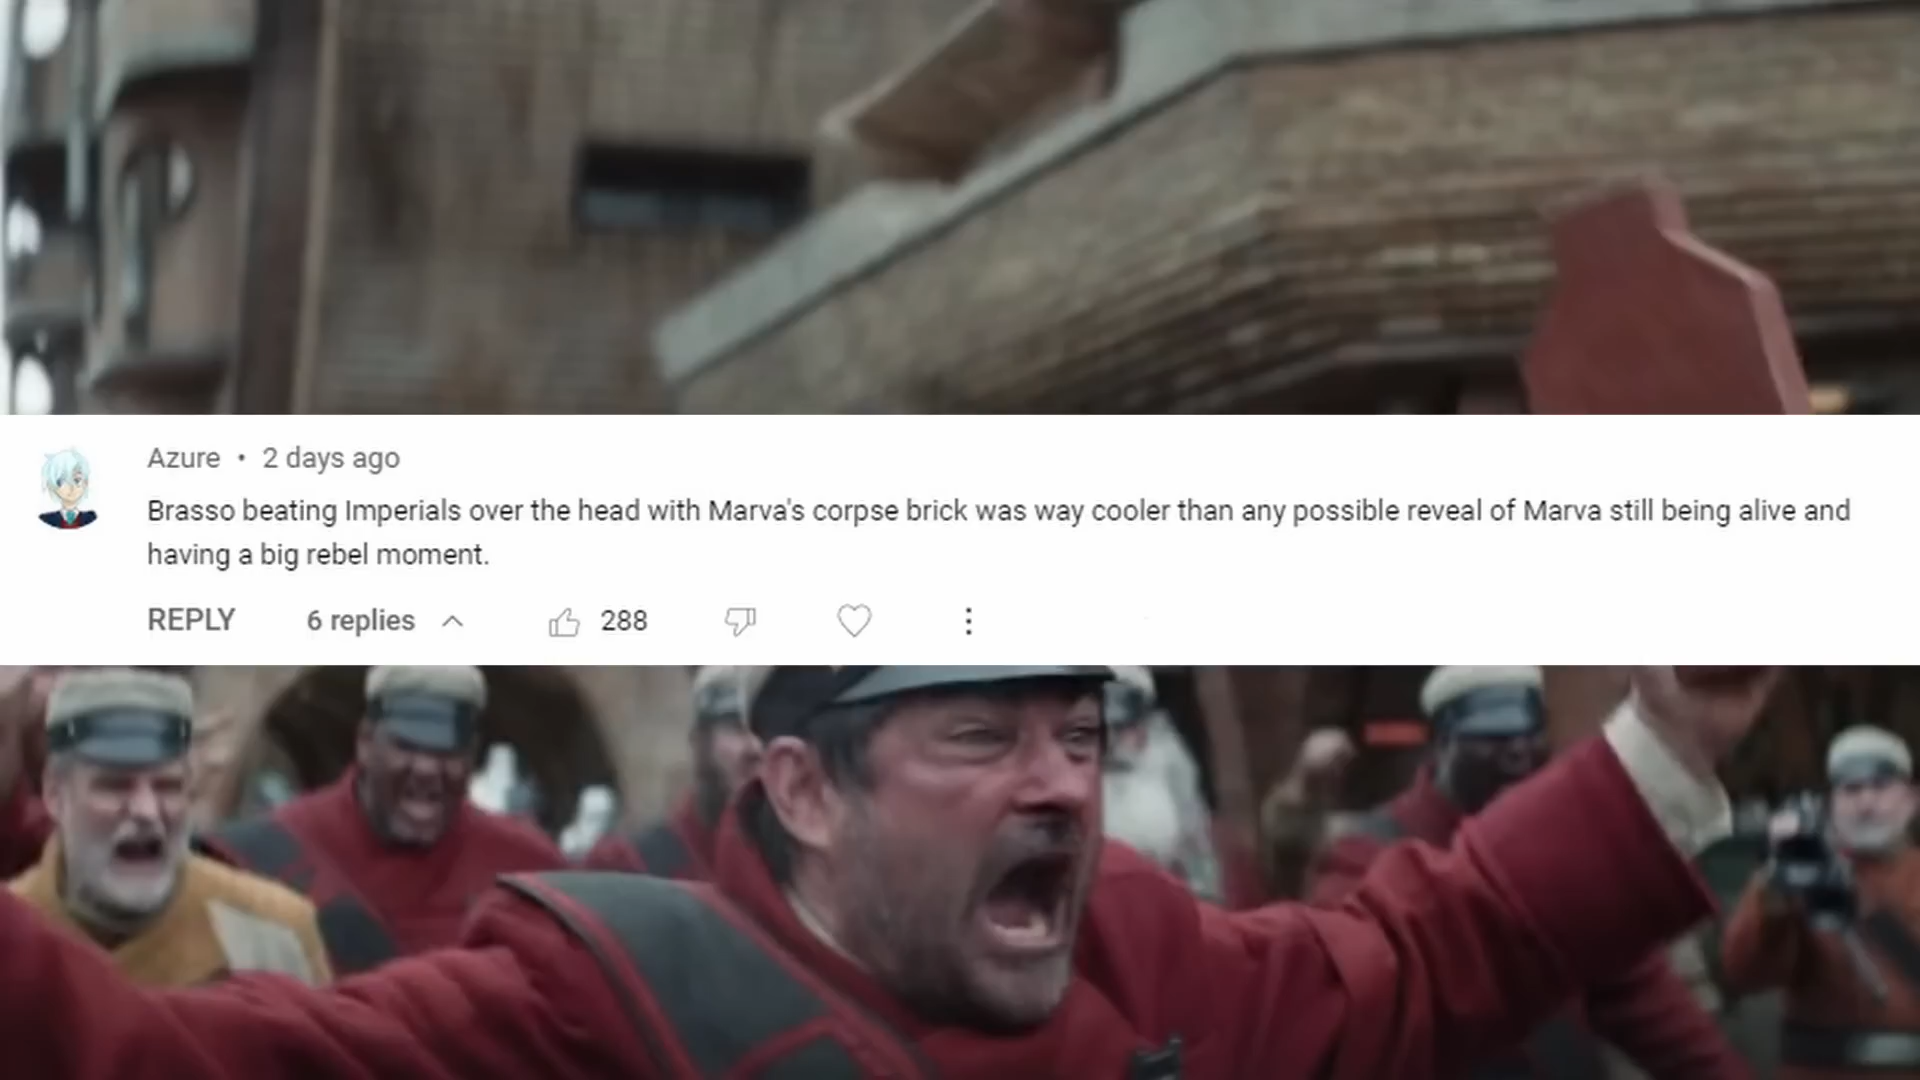 Azure • 2 days ago
Brasso beating Imperials over the head with Marva's corpse brick was way cooler than any possible reveal of Marva still being alive and
having a big rebel moment.
REPLY 6 replies 288